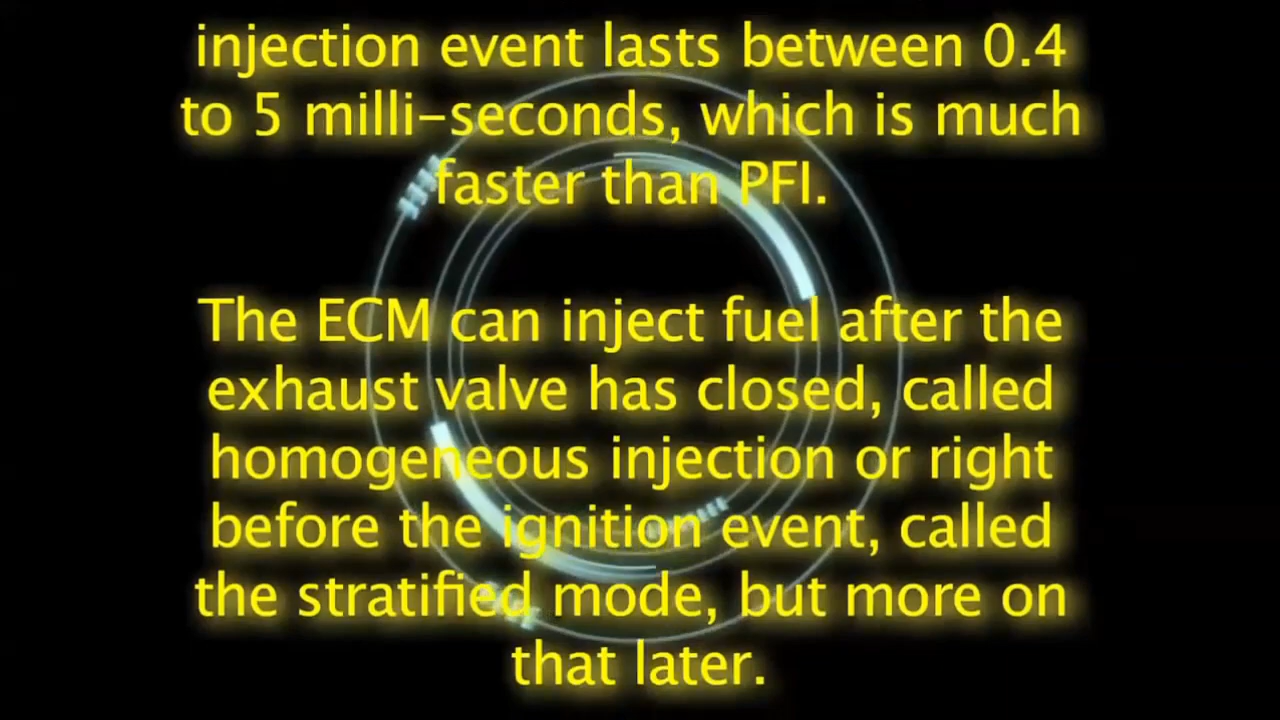 injection event lasts between 0.4
to 5 milli-seconds, which is much
faster than PFI.
The ECM can inject fuel after the
exhaust valve has closed, called
homogeneous injection or right
before the ignition event, called
the stratified mode, but more on
that later.